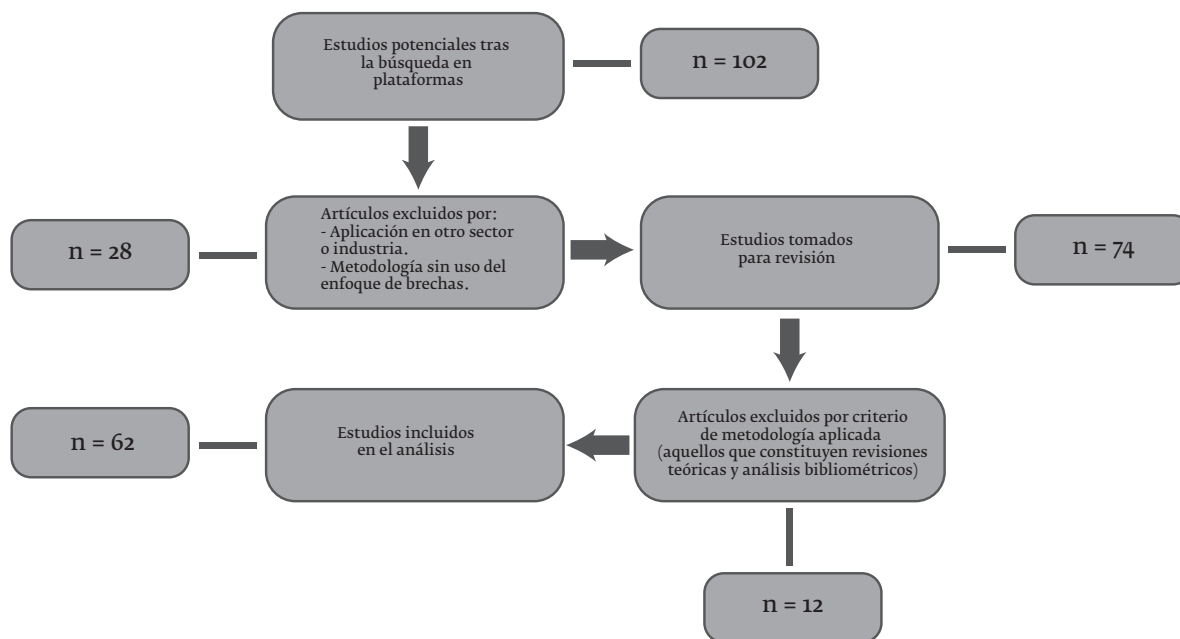 Estudios potenciales tras
la búsqueda en
plataformas
n = 102
Artículos excluidos por:
- Aplicación en otro sector
o industria.
- Metodología sin uso del
enfoque de brechas.
n = 28
Estudios tomados
para revisión
n = 74
Artículos excluidos por criterio
de metodología aplicada
(aquellos que constituyen revisiones
teóricas y análisis bibliométricos)
n = 12
Estudios incluidos
en el análisis
n = 62